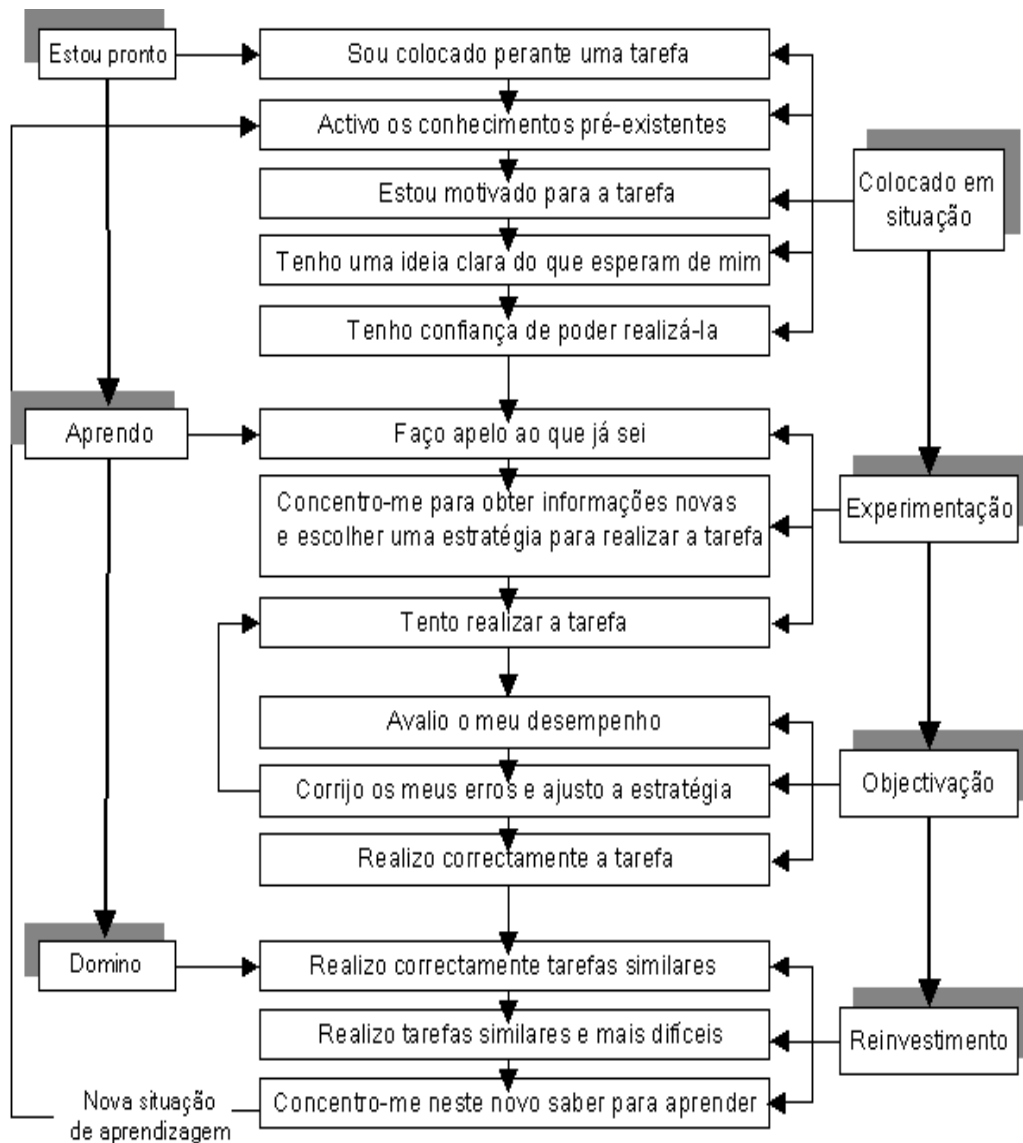 Estou pronto
Sou colocado perante uma tarefa
Activo os conhecimentos pré-existentes
Estou motivado para a tarefa
Colocado em
situação
Tenho uma ideia clara do que esperam de mim
Tenho confiança de poder realizá-la
Aprendo
Faço apelo ao que já sei
Concentro-me para obter informações novas
e escolher uma estratégia para realizar a tarefa
Experimentação
Tento realizar a tarefa
Avalio o meu desempenho
Corrijo os meus erros e ajusto a estratégia
Objectivação
Realizo correctamente a tarefa
Domino
Realizo correctamente tarefas similares
Realizo tarefas similares e mais difíceis
Reinvestimento
Concentro-me neste novo saber para aprender
Nova situação
de aprendizagem